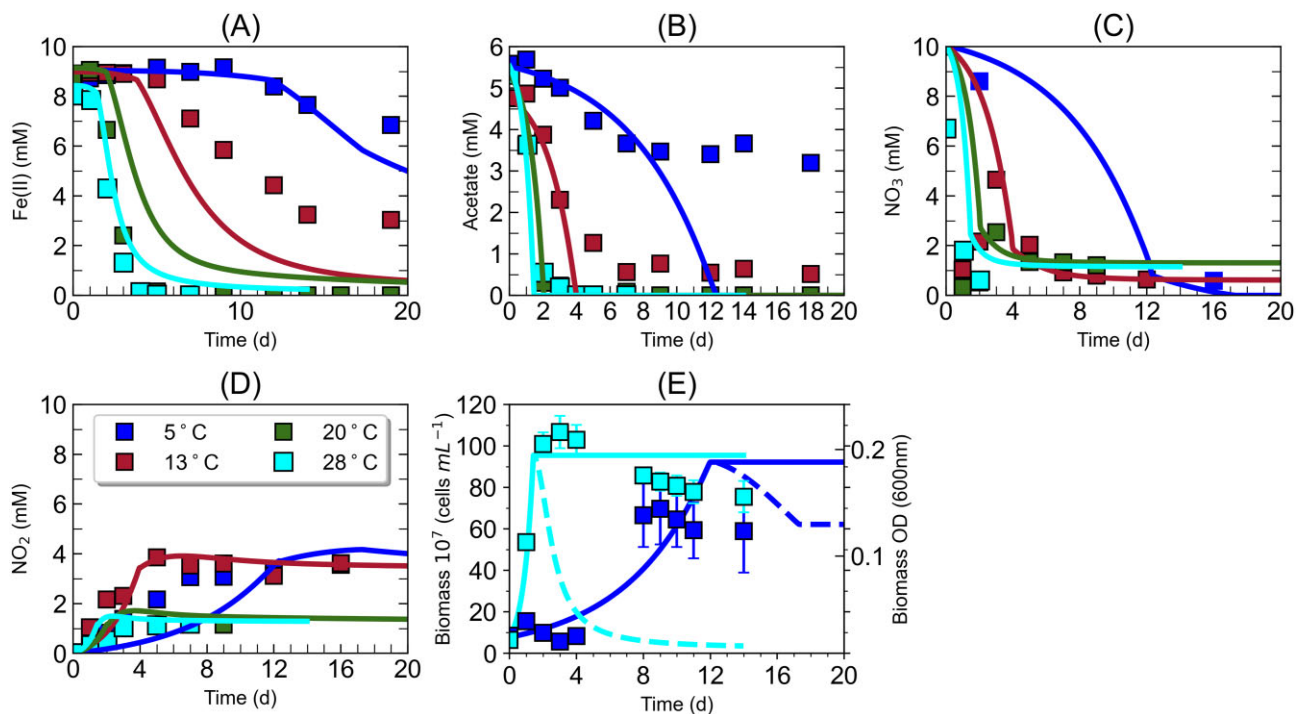 (A)
10
8
6
4
2
0
Fe(II) (mM)
0 10 20
Time (d)
(B)
6
5
4
3
2
1
0
Acetate (mM)
0 2 4 6 8 10 12 14 18 20
Time (d)
(C)
10
8
6
4
2
0
NO₃ (mM)
0 4 8 12 16 20
Time (d)
(D)
10
8
6
4
2
0
NO₂ (mM)
5°C 20°C
13°C 28°C
0 4 8 12 16 20
Time (d)
(E)
120
100
80
60
40
20
0
Biomass 10⁷ (cells mL⁻¹)
0 4 8 12 16 20
Time (d)
0.2
0.1
Biomass OD (600nm)